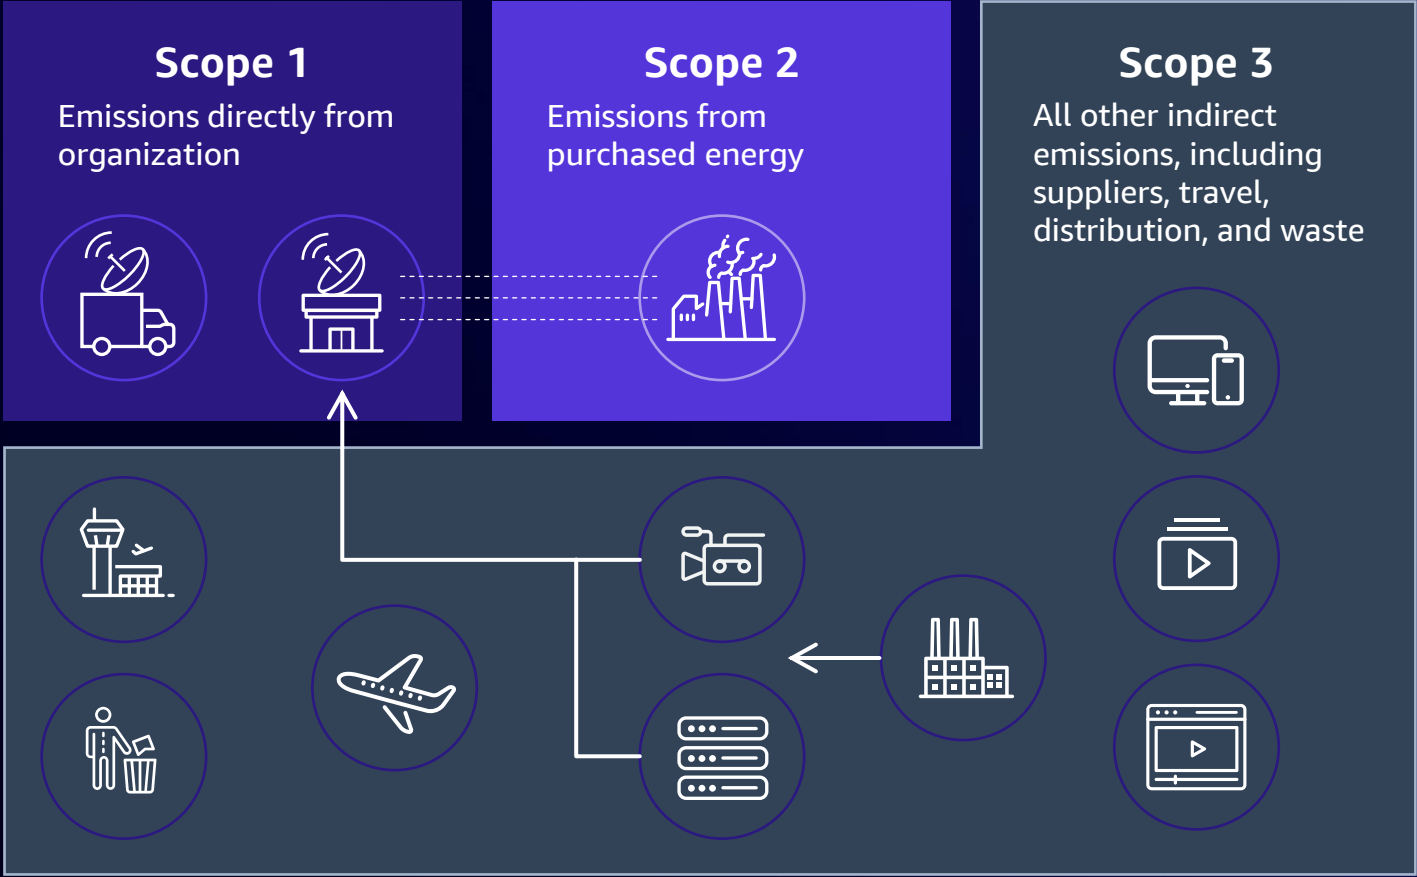 Scope 1
Emissions directly from
organization
Scope 2
Emissions from
purchased energy
Scope 3
All other indirect
emissions, including
suppliers, travel,
distribution, and waste